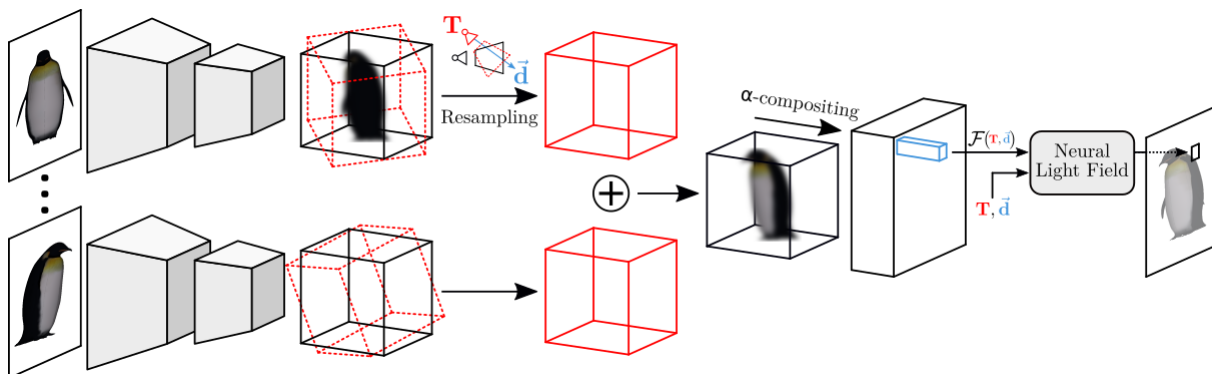 T
d⃗
Resampling
α-compositing
F(T, d⃗)
T, d⃗
Neural
Light Field